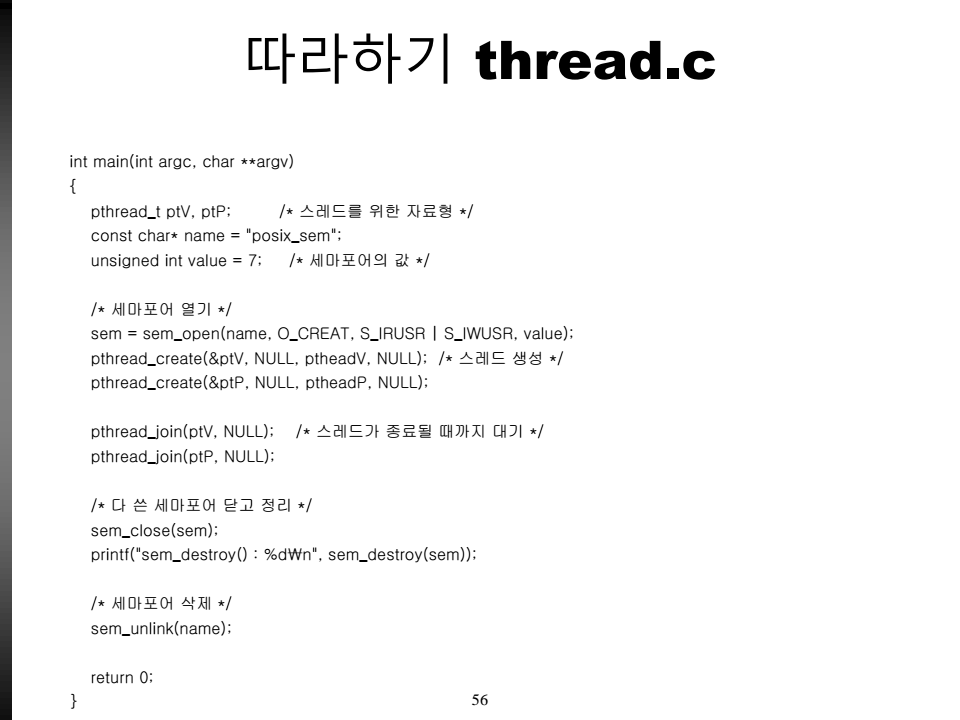 따라하기 thread.c
int main(int argc, char **argv)
{
pthread_t ptV, ptP; /* 스레드를 위한 자료형 */
const char* name = "posix_sem";
unsigned int value = 7; /* 세마포어의 값 */
/* 세마포어 열기 */
sem = sem_open(name, O_CREAT, S_IRUSR | S_IWUSR, value);
pthread_create(&ptV, NULL, ptheadV, NULL); /* 스레드 생성 */
pthread_create(&ptP, NULL, ptheadP, NULL);
pthread_join(ptV, NULL); /* 스레드가 종료될 때까지 대기 */
pthread_join(ptP, NULL);
/* 다 쓴 세마포어 닫고 정리 */
sem_close(sem);
printf("sem_destroy() : %d₩n", sem_destroy(sem));
/* 세마포어 삭제 */
sem_unlink(name);
return 0;
}
56